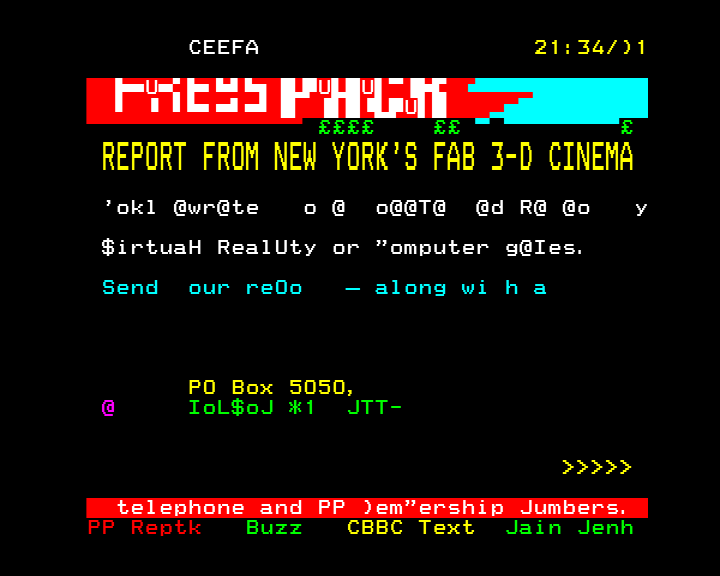 CEEFA 21:34/)1
PRESS PACK
££££ ££ £
REPORT FROM NEW YORK'S FAB 3-D CINEMA
'okl @wr@te o @ o@@T@ @d R@ @o y
$irtuaH RealUty or "omputer g@Ies.
Send our reOo — along wi h a
PO Box 5050,
@ IoL$oJ *1 JTT-
>>>>>
telephone and PP )em"ership Jumbers.
PP Reptk Buzz CBBC Text Jain Jenh